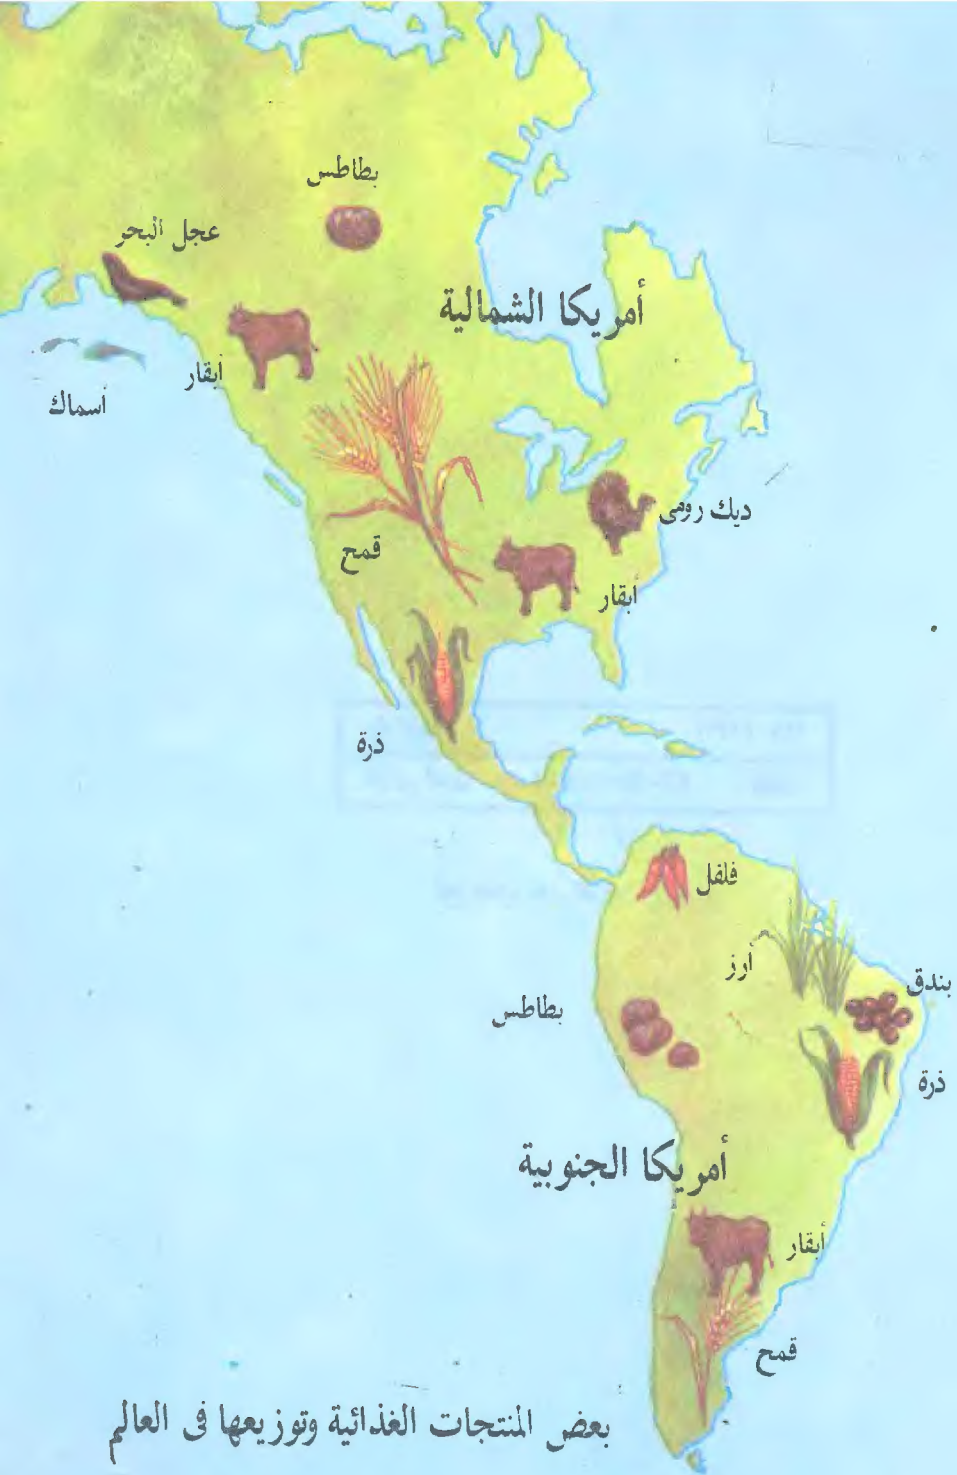 بطاطس
عجل البحر
أمريكا الشمالية
أبقار
أسماك
ديك رومى
قمح
أبقار
ذرة
فلفل
أرز
بندق
بطاطس
ذرة
أمريكا الجنوبية
أبقار
قمح
بعض المنتجات الغذائية وتوزيعها فى العالم